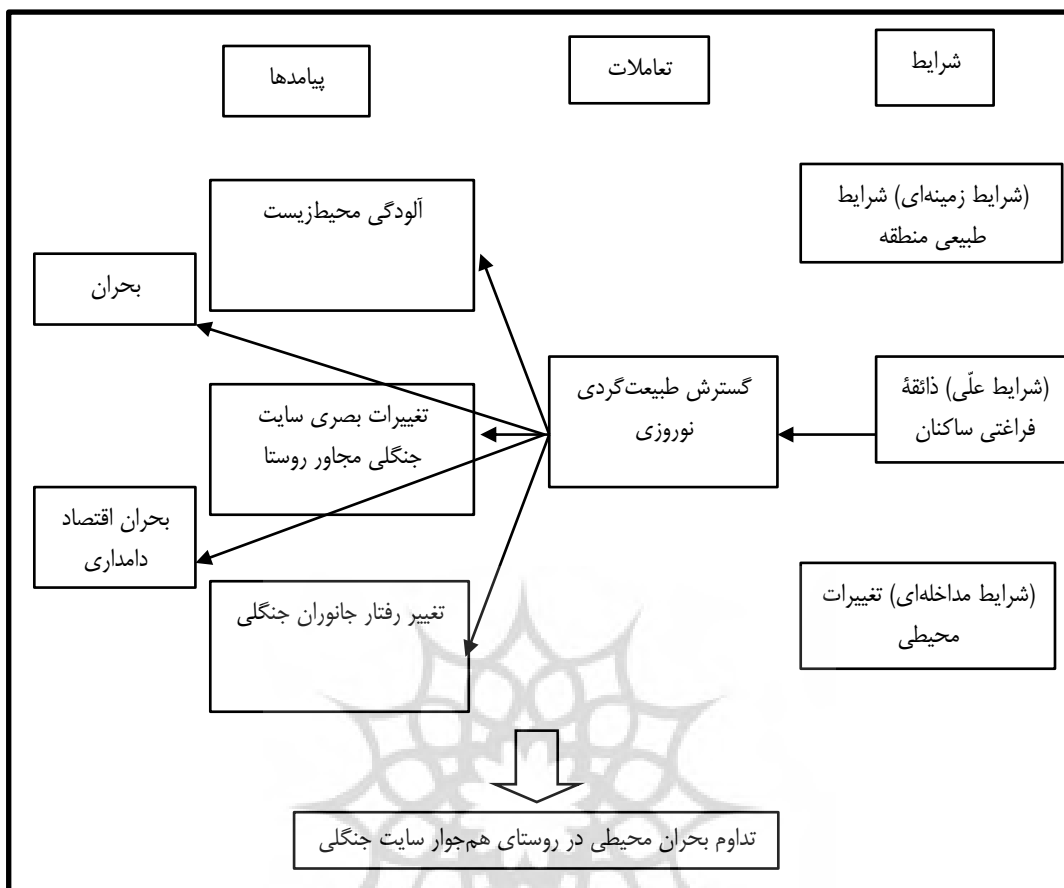 شرایط
تعاملات
پیامدها
(شرایط زمینه‌ای) شرایط
طبیعی منطقه
(شرایط علّی) ذائقهٔ
فراغتی ساکنان
(شرایط مداخله‌ای) تغییرات
محیطی
گسترش طبیعت‌گردی
نوروزی
آلودگی محیط‌زیست
تغییرات بصری سایت
جنگلی مجاور روستا
تغییر رفتار جانوران جنگلی
بحران
بحران اقتصاد
دامداری
تداوم بحران محیطی در روستای هم‌جوار سایت جنگلی